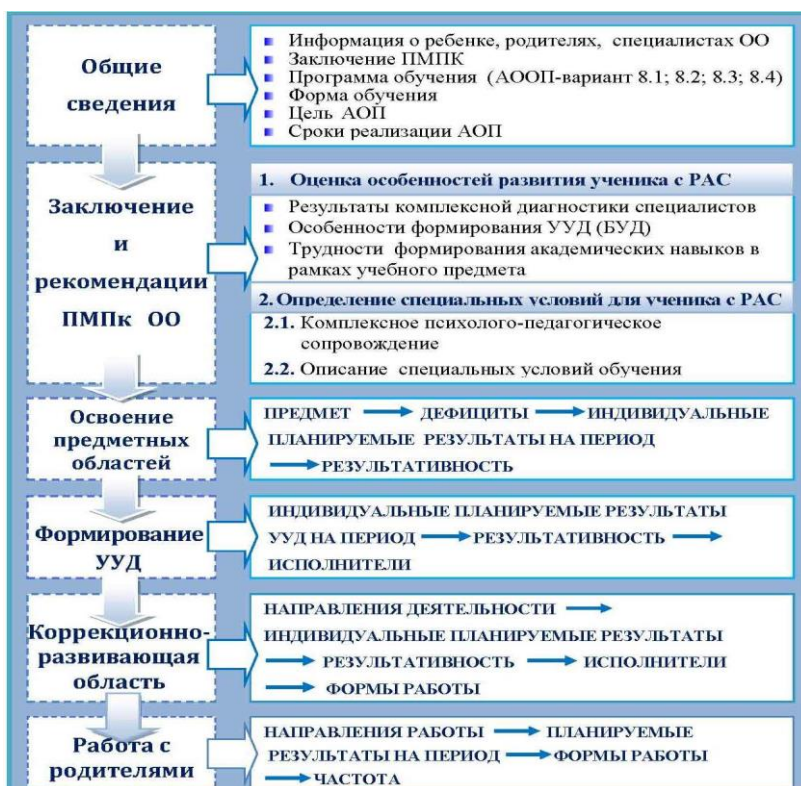 Общие
сведения
Информация о ребенке, родителях, специалистах ОО
Заключение ПМПК
Программа обучения (АООП-вариант 8.1; 8.2; 8.3; 8.4)
Форма обучения
Цель АОП
Сроки реализации АОП
Заключение
и
рекомендации
ПМПк ОО
1. Оценка особенностей развития ученика с РАС
Результаты комплексной диагностики специалистов
Особенности формирования УУД (БУД)
Трудности формирования академических навыков в
рамках учебного предмета
2. Определение специальных условий для ученика с РАС
2.1. Комплексное психолого-педагогическое
сопровождение
2.2. Описание специальных условий обучения
Освоение
предметных
областей
ПРЕДМЕТ → ДЕФИЦИТЫ → ИНДИВИДУАЛЬНЫЕ
ПЛАНИРУЕМЫЕ РЕЗУЛЬТАТЫ НА ПЕРИОД
→ РЕЗУЛЬТАТИВНОСТЬ
Формирование
УУД
ИНДИВИДУАЛЬНЫЕ ПЛАНИРУЕМЫЕ РЕЗУЛЬТАТЫ
УУД НА ПЕРИОД → РЕЗУЛЬТАТИВНОСТЬ →
ИСПОЛНИТЕЛИ
Коррекционно-
развивающая
область
НАПРАВЛЕНИЯ ДЕЯТЕЛЬНОСТИ →
ИНДИВИДУАЛЬНЫЕ ПЛАНИРУЕМЫЕ РЕЗУЛЬТАТЫ
→ РЕЗУЛЬТАТИВНОСТЬ → ИСПОЛНИТЕЛИ
→ ФОРМЫ РАБОТЫ
Работа с
родителями
НАПРАВЛЕНИЯ РАБОТЫ → ПЛАНИРУЕМЫЕ
РЕЗУЛЬТАТЫ НА ПЕРИОД → ФОРМЫ РАБОТЫ
→ ЧАСТОТА